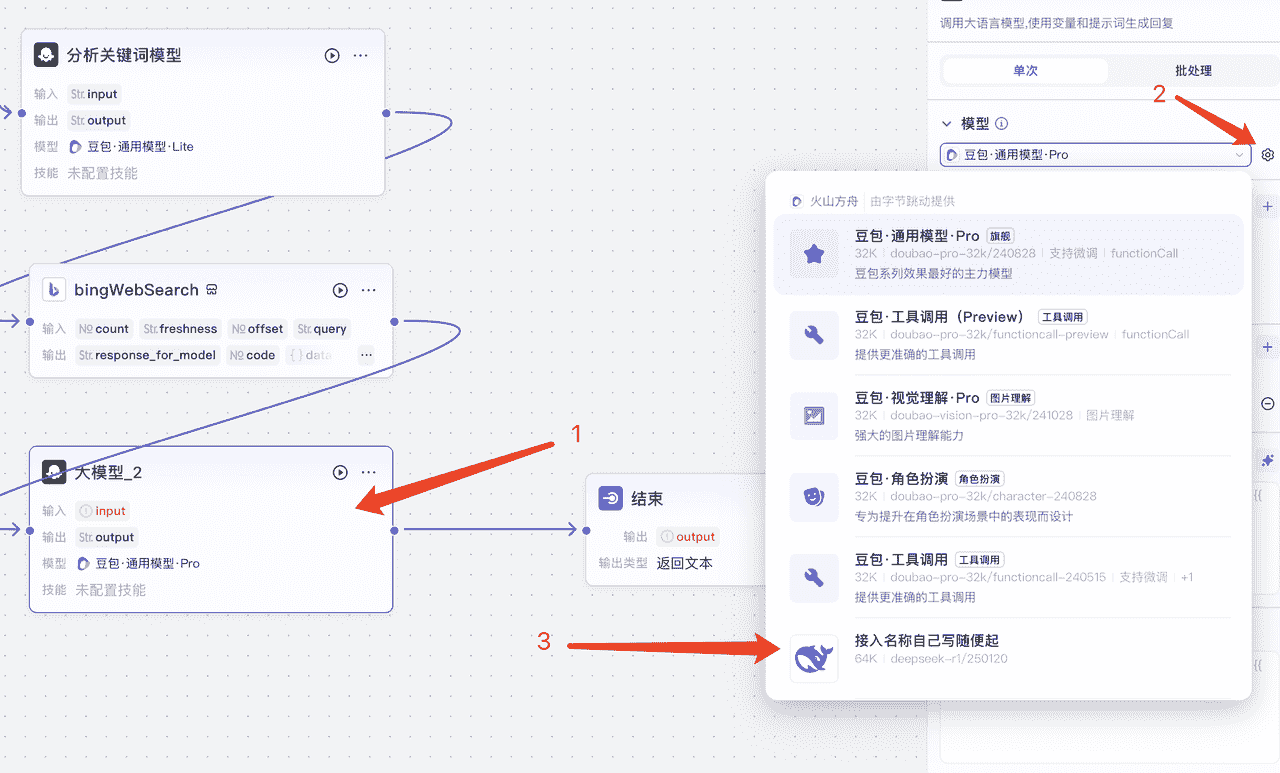 分析关键词模型
输入 Str. input
输出 Str. output
模型 豆包·通用模型·Lite
技能 未配置技能
bingWebSearch
输入 № count Str. freshness № offset Str. query
输出 Str. response_for_model № code { } data
大模型_2
输入 input
输出 Str. output
模型 豆包·通用模型·Pro
技能 未配置技能
1
结束
输出 output
输出类型 返回文本
3
调用大语言模型,使用变量和提示词生成回复
单次 批处理
2
模型
豆包·通用模型·Pro
火山方舟 由字节跳动提供
豆包·通用模型·Pro 旗舰
32K doubao-pro-32k/240828 支持微调 functionCall
豆包系列效果最好的主力模型
豆包·工具调用（Preview） 工具调用
32K doubao-pro-32k/functioncall-preview functionCall
提供更准确的工具调用
豆包·视觉理解·Pro 图片理解
32K doubao-vision-pro-32k/241028 图片理解
强大的图片理解能力
豆包·角色扮演 角色扮演
32K doubao-pro-32k/character-240828
专为提升在角色扮演场景中的表现而设计
豆包·工具调用 工具调用
32K doubao-pro-32k/functioncall-240515 支持微调 +1
提供更准确的工具调用
接入名称自己写随便起
64K deepseek-r1/250120
{{
{{